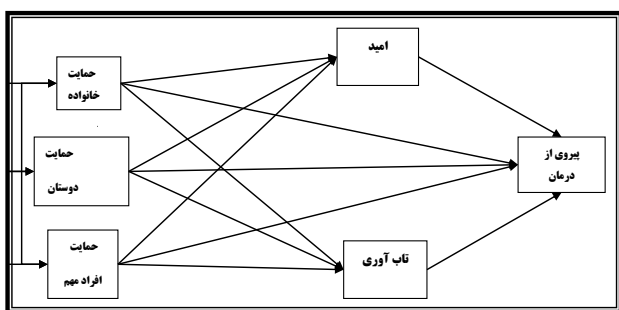 امید
حمایت
خانواده
حمایت
دوستان
پیروی از
درمان
حمایت
افراد مهم
تاب آوری